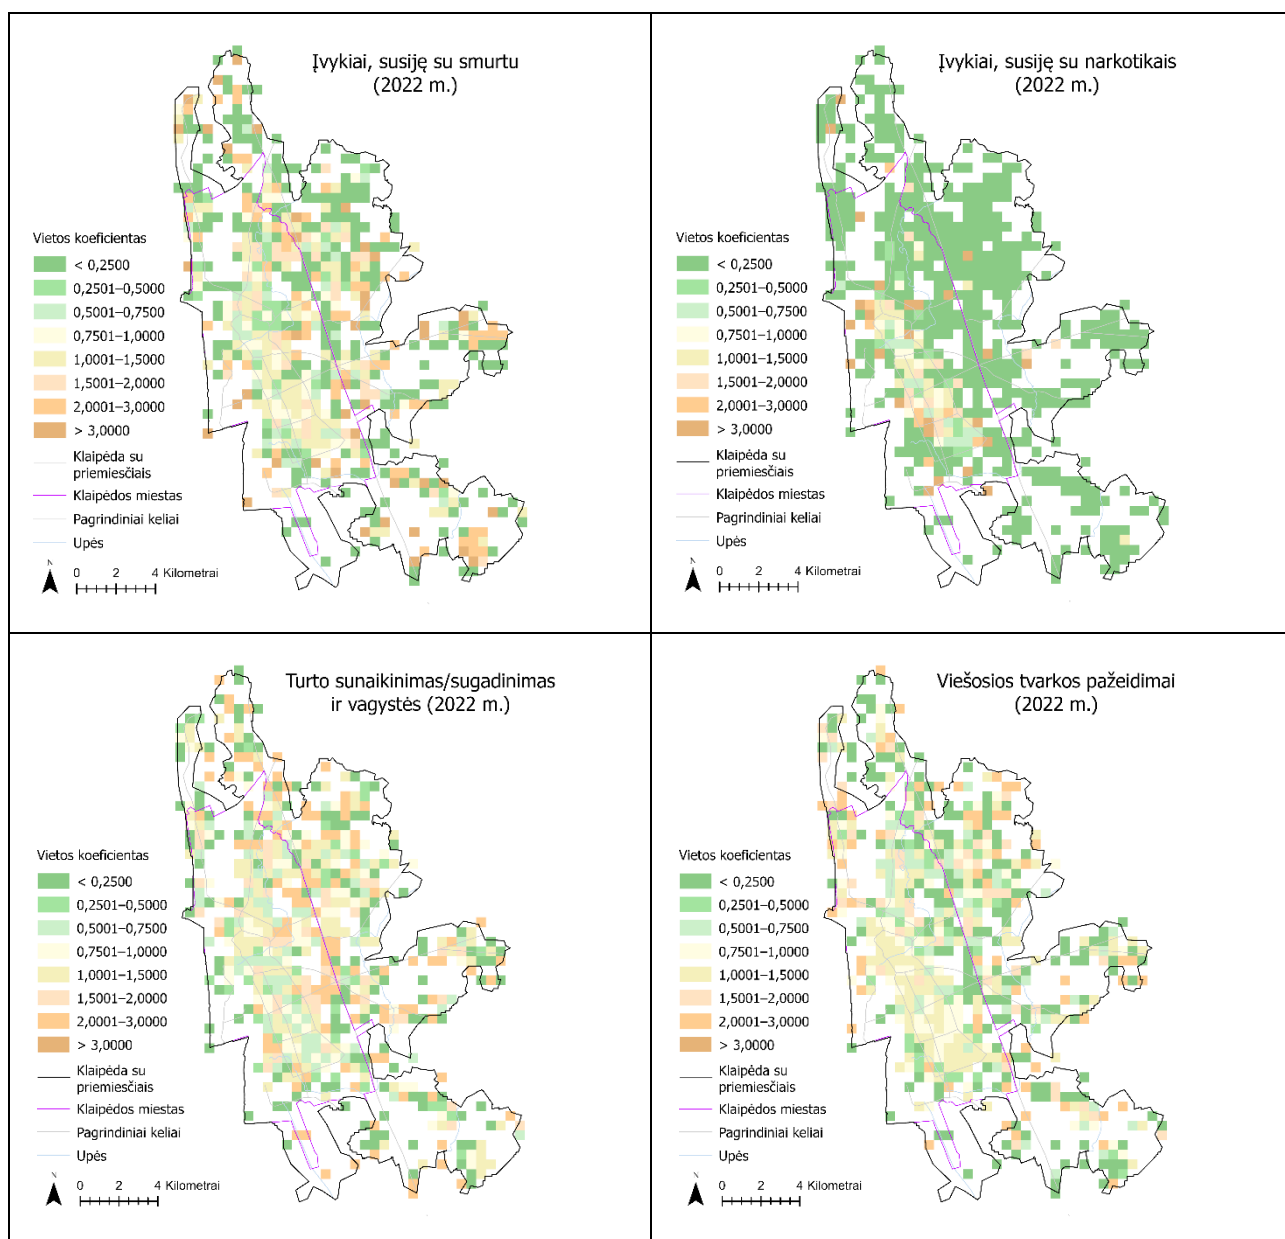 Įvykiai, susiję su smurtu
(2022 m.)
Vietos koeficientas
< 0,2500
0,2501–0,5000
0,5001–0,7500
0,7501–1,0000
1,0001–1,5000
1,5001–2,0000
2,0001–3,0000
> 3,0000
Klaipėda su
priemiesčiais
Klaipėdos miestas
Pagrindiniai keliai
Upės
N
0 2 4 Kilometrai
Įvykiai, susiję su narkotikais
(2022 m.)
Vietos koeficientas
< 0,2500
0,2501–0,5000
0,5001–0,7500
0,7501–1,0000
1,0001–1,5000
1,5001–2,0000
2,0001–3,0000
> 3,0000
Klaipėda su
priemiesčiais
Klaipėdos miestas
Pagrindiniai keliai
Upės
N
0 2 4 Kilometrai
Turto sunaikinimas/sugadinimas
ir vagystės (2022 m.)
Vietos koeficientas
< 0,2500
0,2501–0,5000
0,5001–0,7500
0,7501–1,0000
1,0001–1,5000
1,5001–2,0000
2,0001–3,0000
> 3,0000
Klaipėda su
priemiesčiais
Klaipėdos miestas
Pagrindiniai keliai
Upės
N
0 2 4 Kilometrai
Viešosios tvarkos pažeidimai
(2022 m.)
Vietos koeficientas
< 0,2500
0,2501–0,5000
0,5001–0,7500
0,7501–1,0000
1,0001–1,5000
1,5001–2,0000
2,0001–3,0000
> 3,0000
Klaipėda su
priemiesčiais
Klaipėdos miestas
Pagrindiniai keliai
Upės
N
0 2 4 Kilometrai